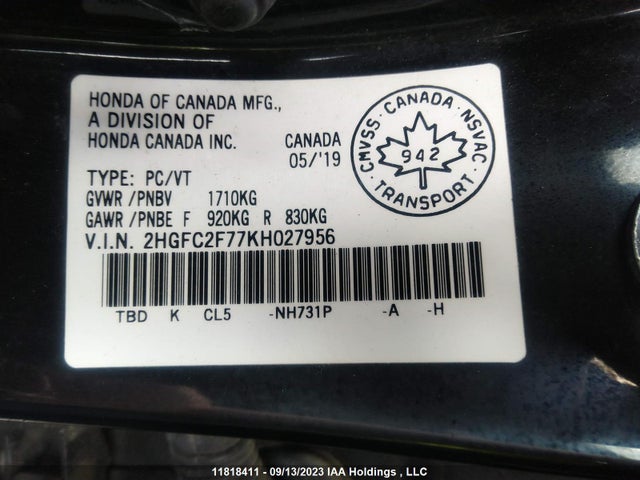 HONDA OF CANADA MFG.,
A DIVISION OF
HONDA CANADA INC. CANADA
05/'19
TYPE: PC/VT
GVWR /PNBV 1710KG
GAWR /PNBE F 920KG R 830KG
V.I.N. 2HGFC2F77KH027956
TBD K CL5 -NH731P -A -H
CMVSS · CANADA · NSVAC · TRANSPORT ·
942
11818411 - 09/13/2023 IAA Holdings , LLC